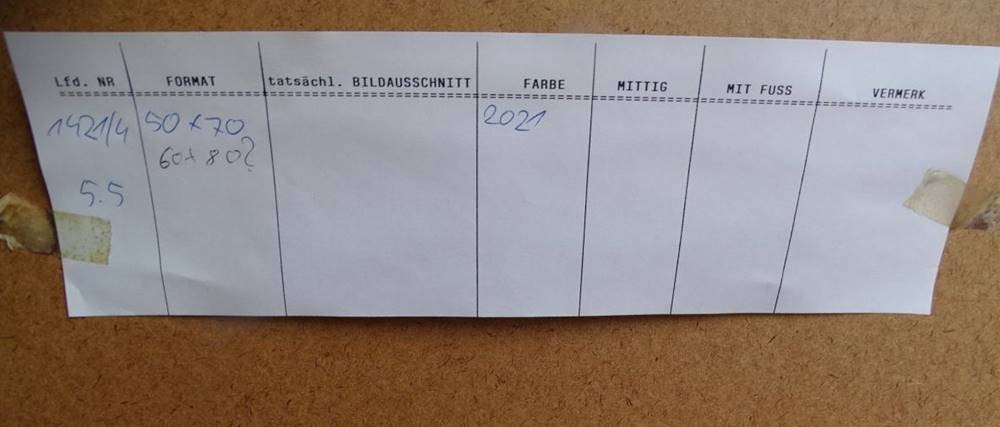 Lfd. NR FORMAT tatsächl. BILDAUSSCHNITT FARBE MITTIG MIT FUSS VERMERK
1421/4 50 x 70 2021
60 x 80?
5.5